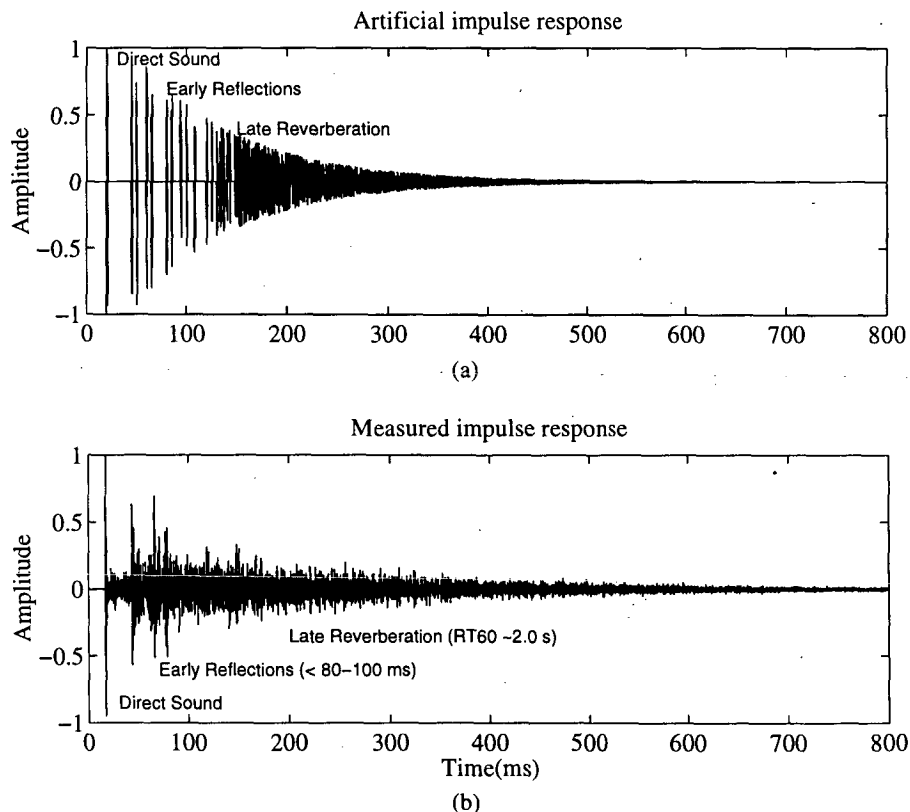 Artificial impulse response
1
Direct Sound
Early Reflections
0.5
Late Reverberation
0
Amplitude
−0.5
−1
0 100 200 300 400 500 600 700 800
(a)
Measured impulse response
1
0.5
0
Amplitude
Late Reverberation (RT60 ~2.0 s)
−0.5
Early Reflections (< 80–100 ms)
Direct Sound
−1
0 100 200 300 400 500 600 700 800
Time(ms)
(b)